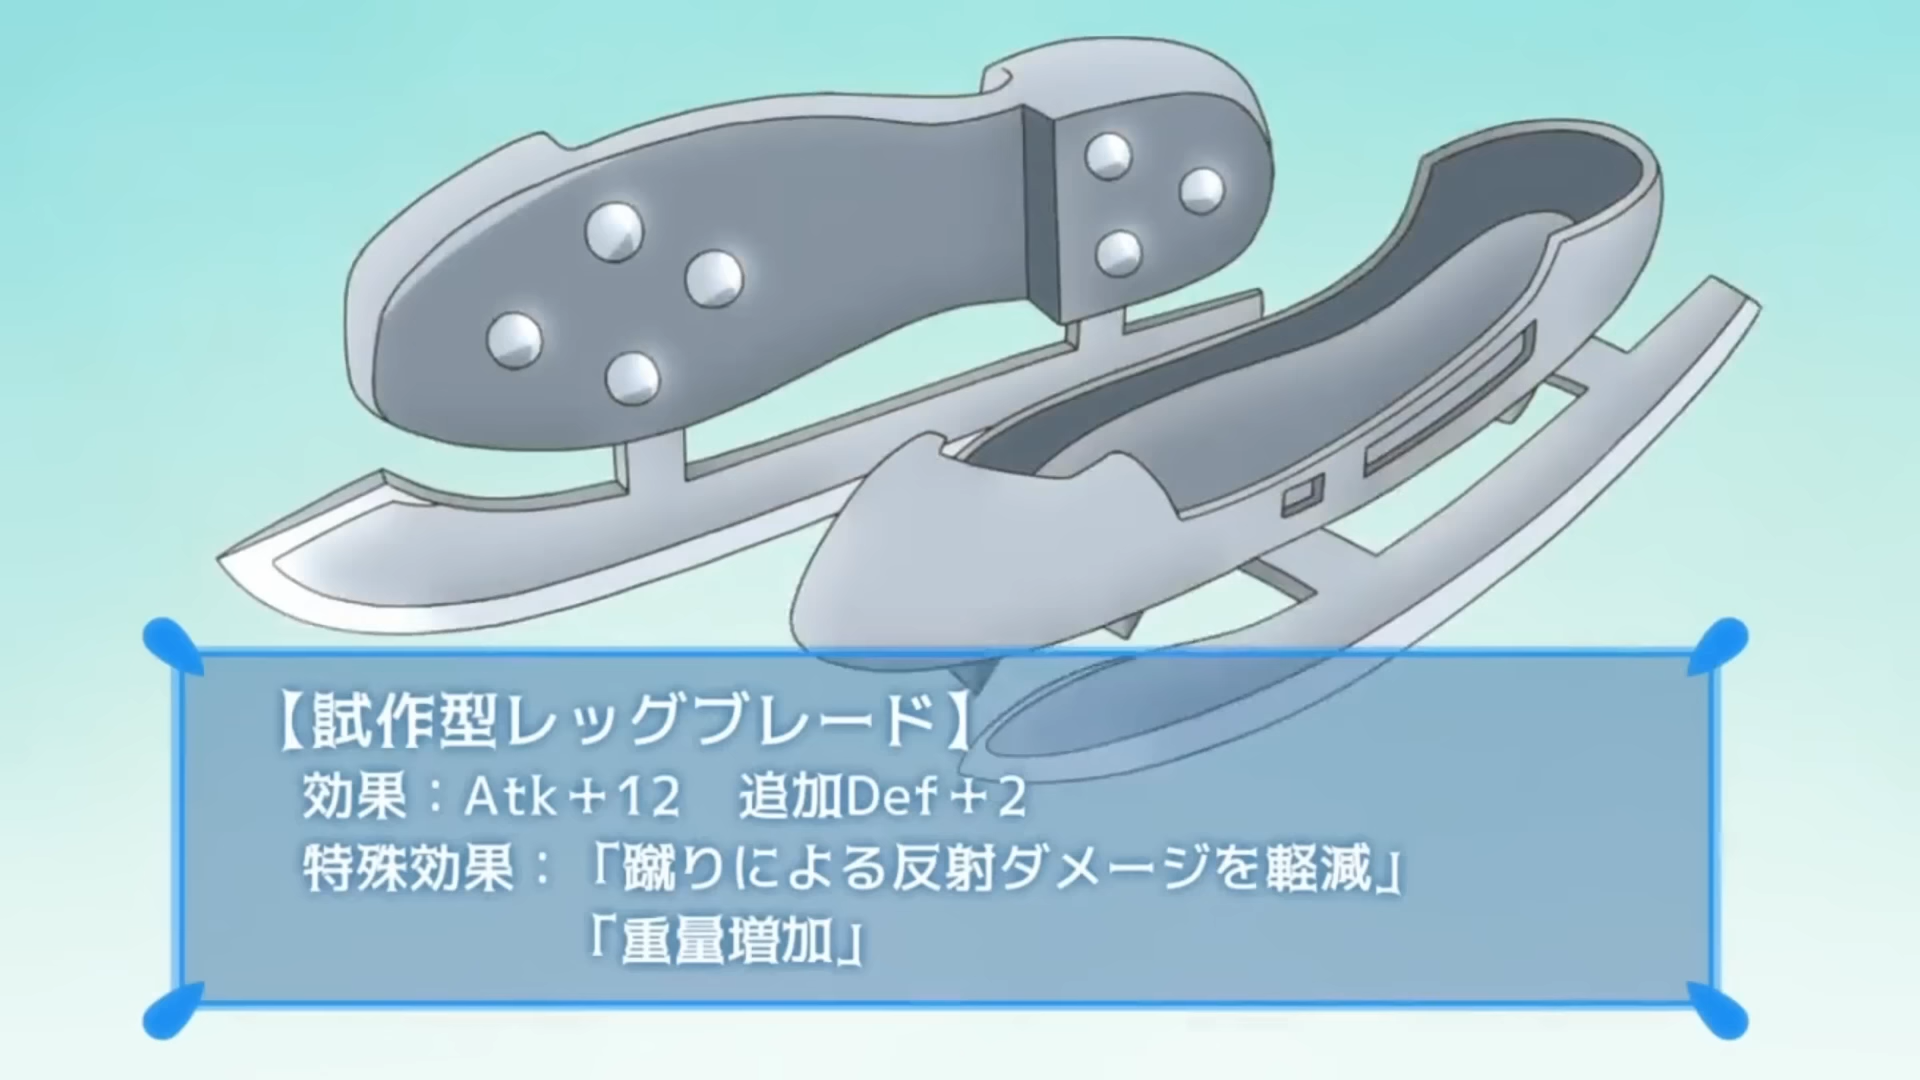 【試作型レッグブレード】
効果：Atk＋12　追加Def＋2
特殊効果：「蹴りによる反射ダメージを軽減」
「重量増加」